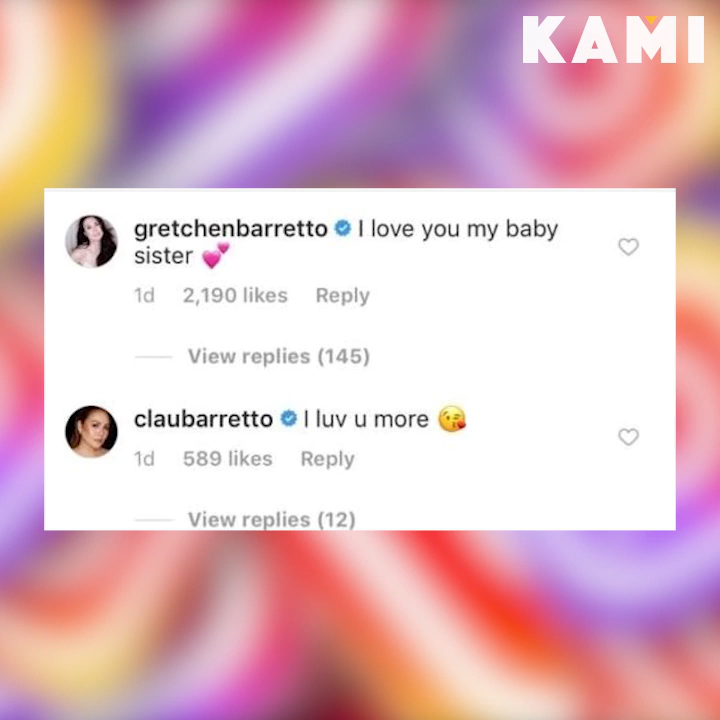 KAMI
gretchenbarretto I love you my baby
sister 💕
1d 2,190 likes Reply
View replies (145)
claubarretto I luv u more 😘
1d 589 likes Reply
View replies (12)